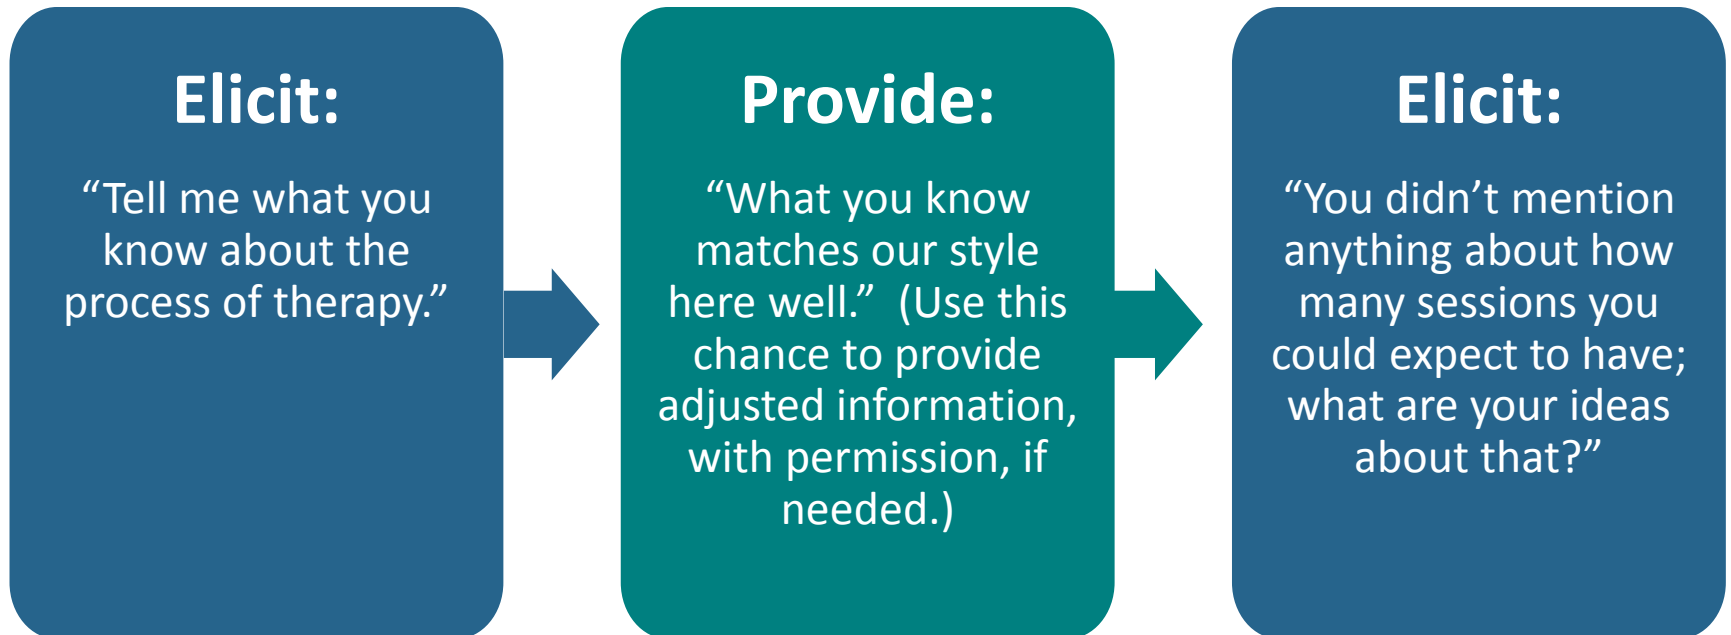 Elicit:
“Tell me what you
know about the
process of therapy.”
Provide:
“What you know
matches our style
here well.”  (Use this
chance to provide
adjusted information,
with permission, if
needed.)
Elicit:
“You didn’t mention
anything about how
many sessions you
could expect to have;
what are your ideas
about that?”